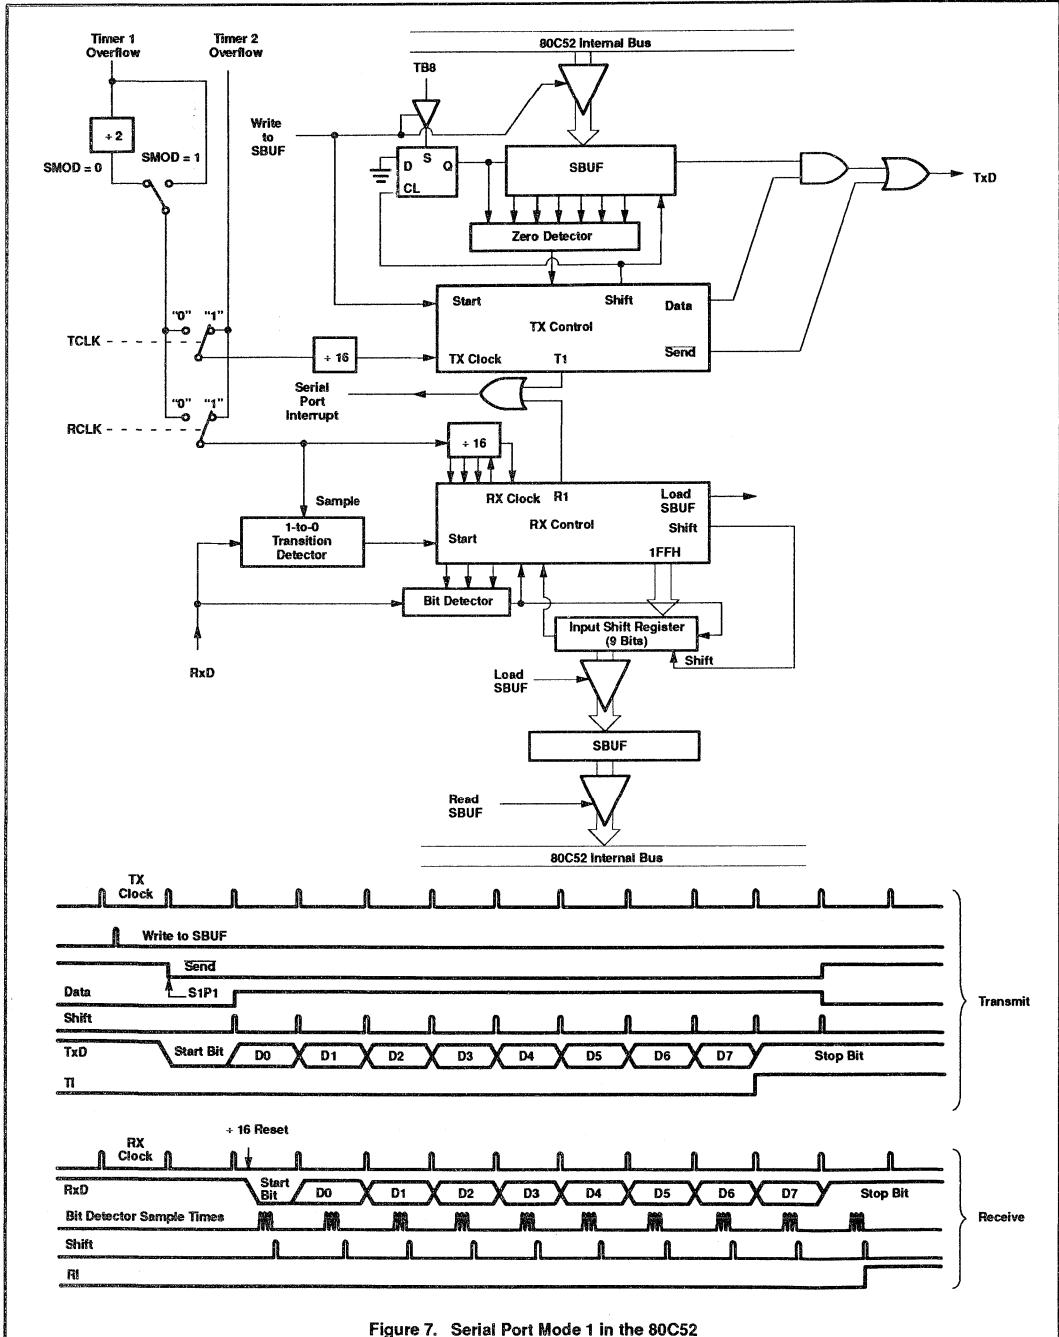 Timer 1
Overflow
Timer 2
Overflow
80C52 Internal Bus
TB8
÷ 2
Write
to
SBUF
SMOD = 0
SMOD = 1
D
S
Q
CL
SBUF
TxD
Zero Detector
Start
Shift
Data
TX Control
TX Clock
T1
Send
"0"
"1"
TCLK
÷ 16
Serial
Port
Interrupt
"0"
"1"
RCLK
÷ 16
Sample
RX Clock
R1
Load
SBUF
RX Control
Shift
Start
1FFH
1-to-0
Transition
Detector
Bit Detector
Input Shift Register
(9 Bits)
Shift
RxD
Load
SBUF
SBUF
Read
SBUF
80C52 Internal Bus
TX
Clock
Write to SBUF
Send
Data
S1P1
Shift
TxD
Start Bit
D0
D1
D2
D3
D4
D5
D6
D7
Stop Bit
TI
Transmit
÷ 16 Reset
RX
Clock
RxD
Start
Bit
D0
D1
D2
D3
D4
D5
D6
D7
Stop Bit
Bit Detector Sample Times
Shift
RI
Receive
Figure 7. Serial Port Mode 1 in the 80C52